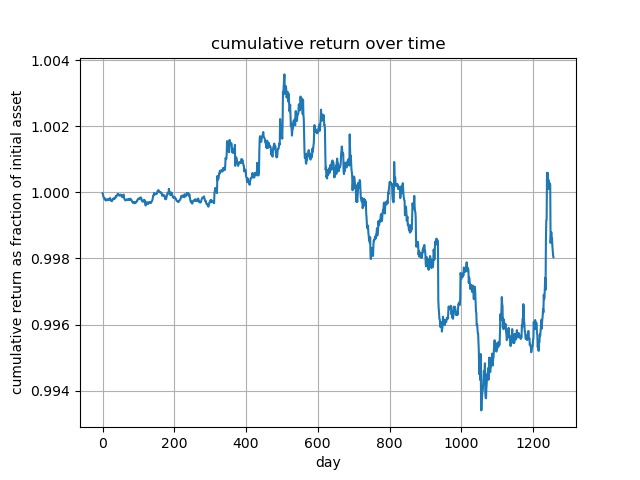 cumulative return over time
cumulative return as fraction of initial asset
1.004
1.002
1.000
0.998
0.996
0.994
0 200 400 600 800 1000 1200
day